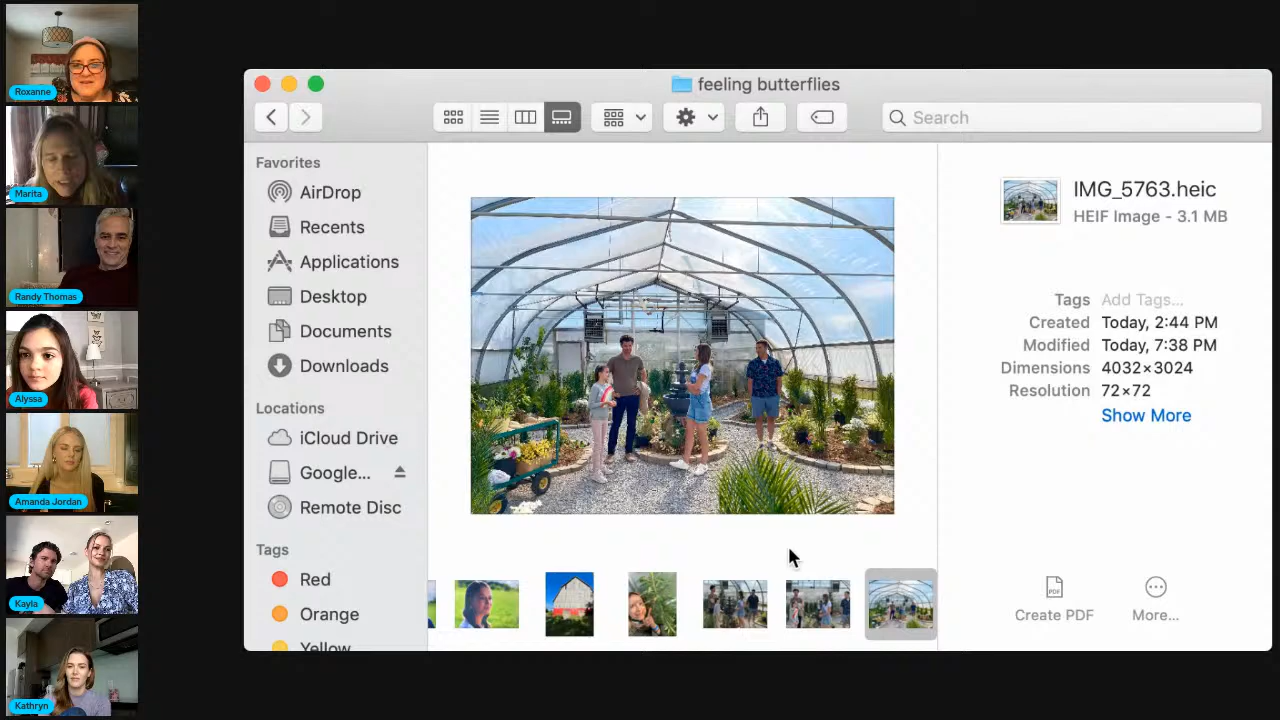 Roxanne
Marita
Randy Thomas
Alyssa
Amanda Jordan
Kayla
Kathryn
feeling butterflies
Search
Favorites
AirDrop
Recents
Applications
Desktop
Documents
Downloads
Locations
iCloud Drive
Google...
Remote Disc
Tags
Red
Orange
Yellow
IMG_5763.heic
HEIF Image - 3.1 MB
Tags Add Tags...
Created Today, 2:44 PM
Modified Today, 7:38 PM
Dimensions 4032×3024
Resolution 72×72
Show More
PDF
Create PDF
More...